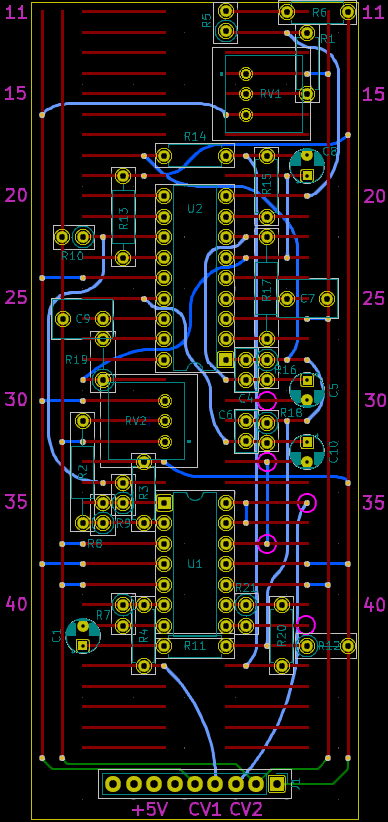 11 R5 R6 11
R1
15 RV1 15
R14
C8
R15
20 U2 20
R13
R10
R17
25 C7 25
C9
R19
R16
C4 C5
30 30
RV2 C6 R18
C10
R2
R3
35 35
R9
R8
U1
R21
40 40
R7
C1 R4 R11 R20 R12
J1
+5V CV1 CV2